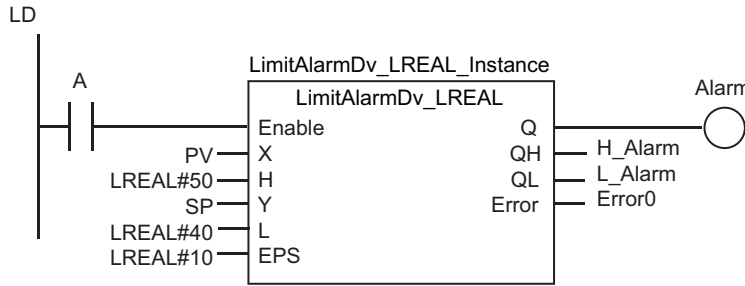 LD
LimitAlarmDv_LREAL_Instance
A
LimitAlarmDv_LREAL
Alarm
Enable Q
PV X QH H_Alarm
LREAL#50 H QL L_Alarm
SP Y Error Error0
LREAL#40 L
LREAL#10 EPS